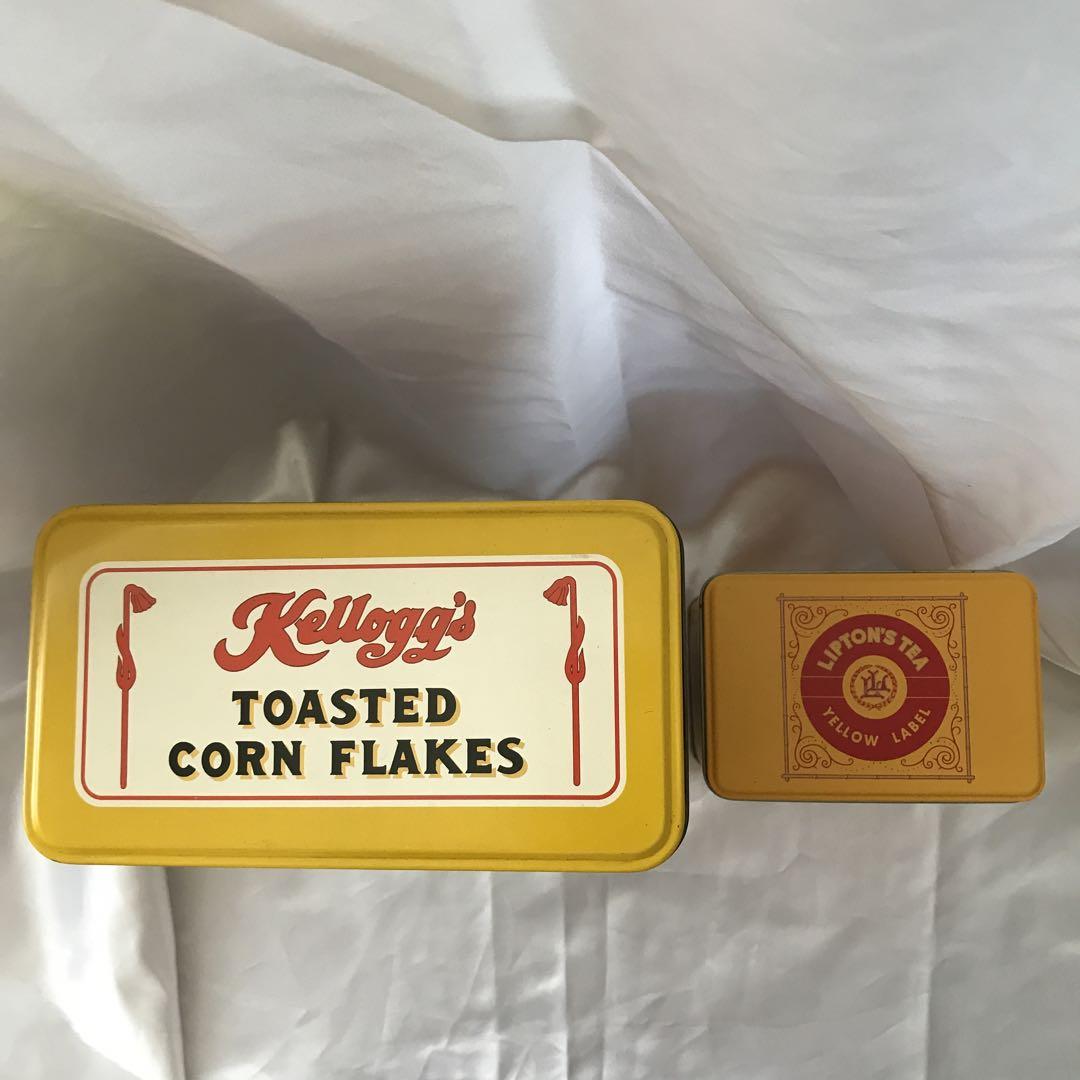 Kellogg's
TOASTED
CORN FLAKES
LIPTON'S TEA
YELLOW LABEL